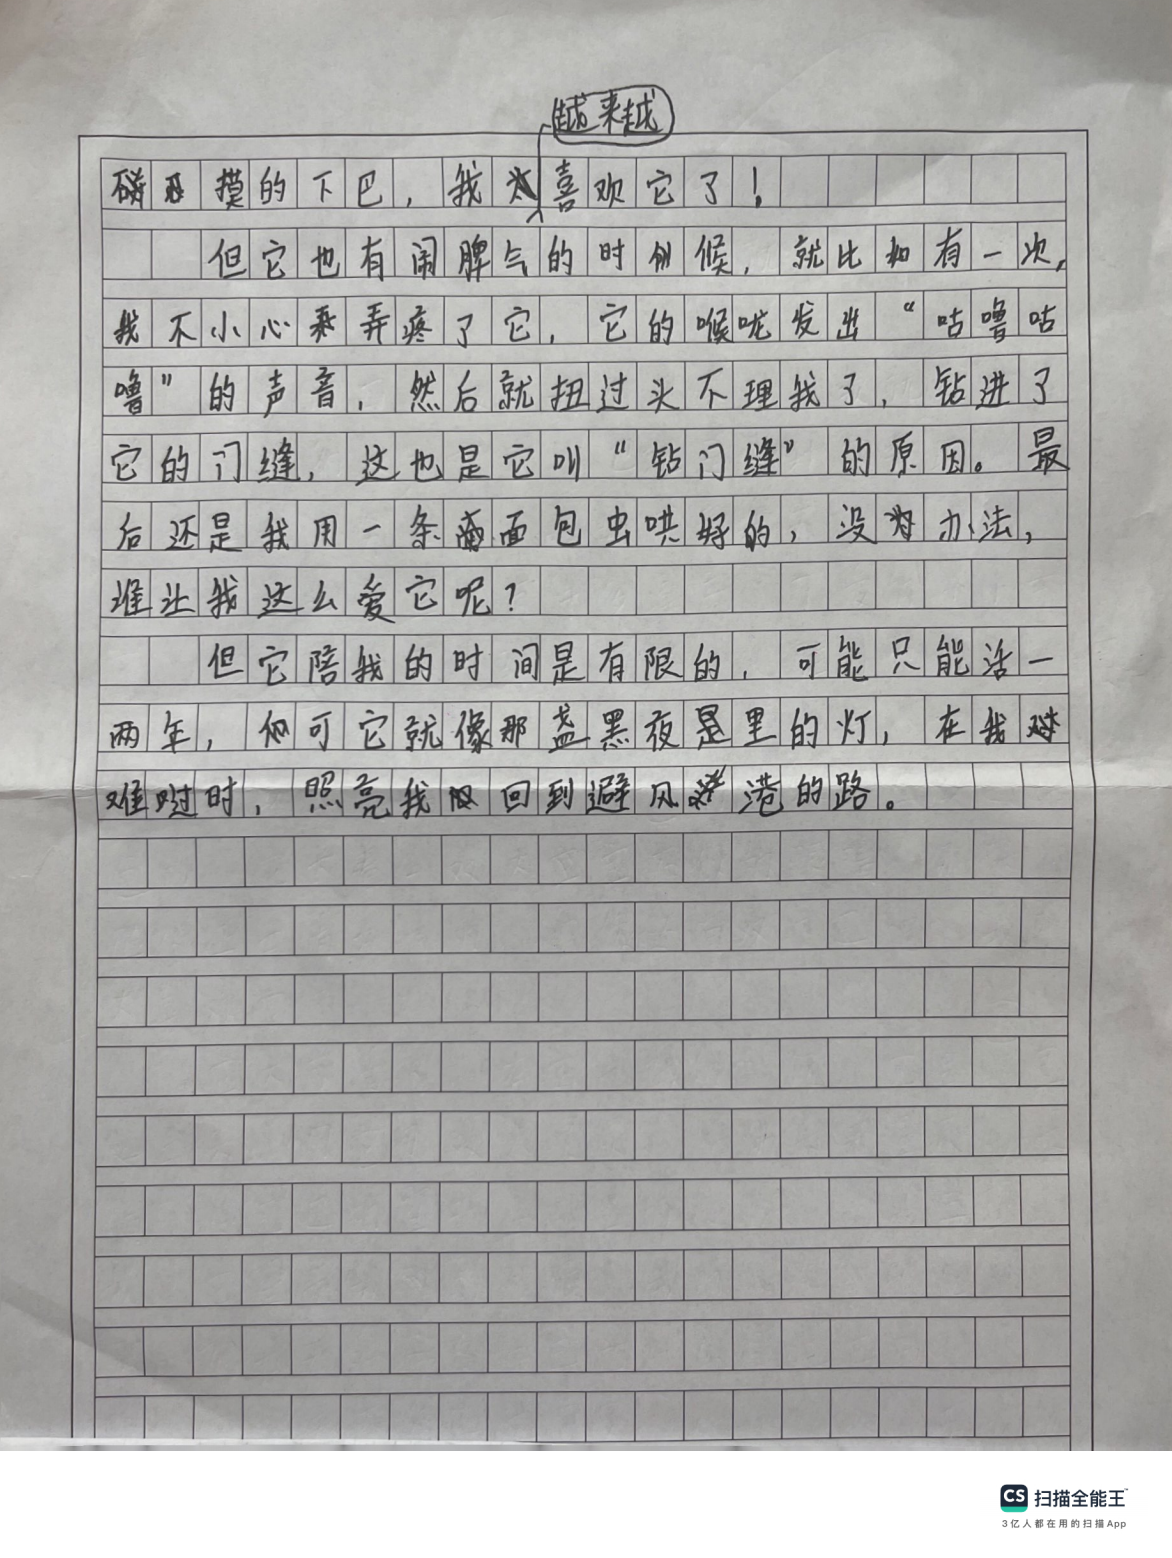 越来越
摸的下巴，我喜欢它了！
但它也有闹脾气的时候，就比如有一次，
我不小心弄疼了它，它的喉咙发出“咕噜咕
噜”的声音，然后就扭过头不理我了，钻进了
它的门缝，这也是它叫“钻门缝”的原因。最
后还是我用一条面包虫哄好的，没办法，
谁让我这么爱它呢？
但它陪我的时间是有限的，可能只能活一
两年，可它就像那盏黑夜里的灯，在我
难过时，照亮我回到避风港的路。
CS 扫描全能王
3亿人都在用的扫描App